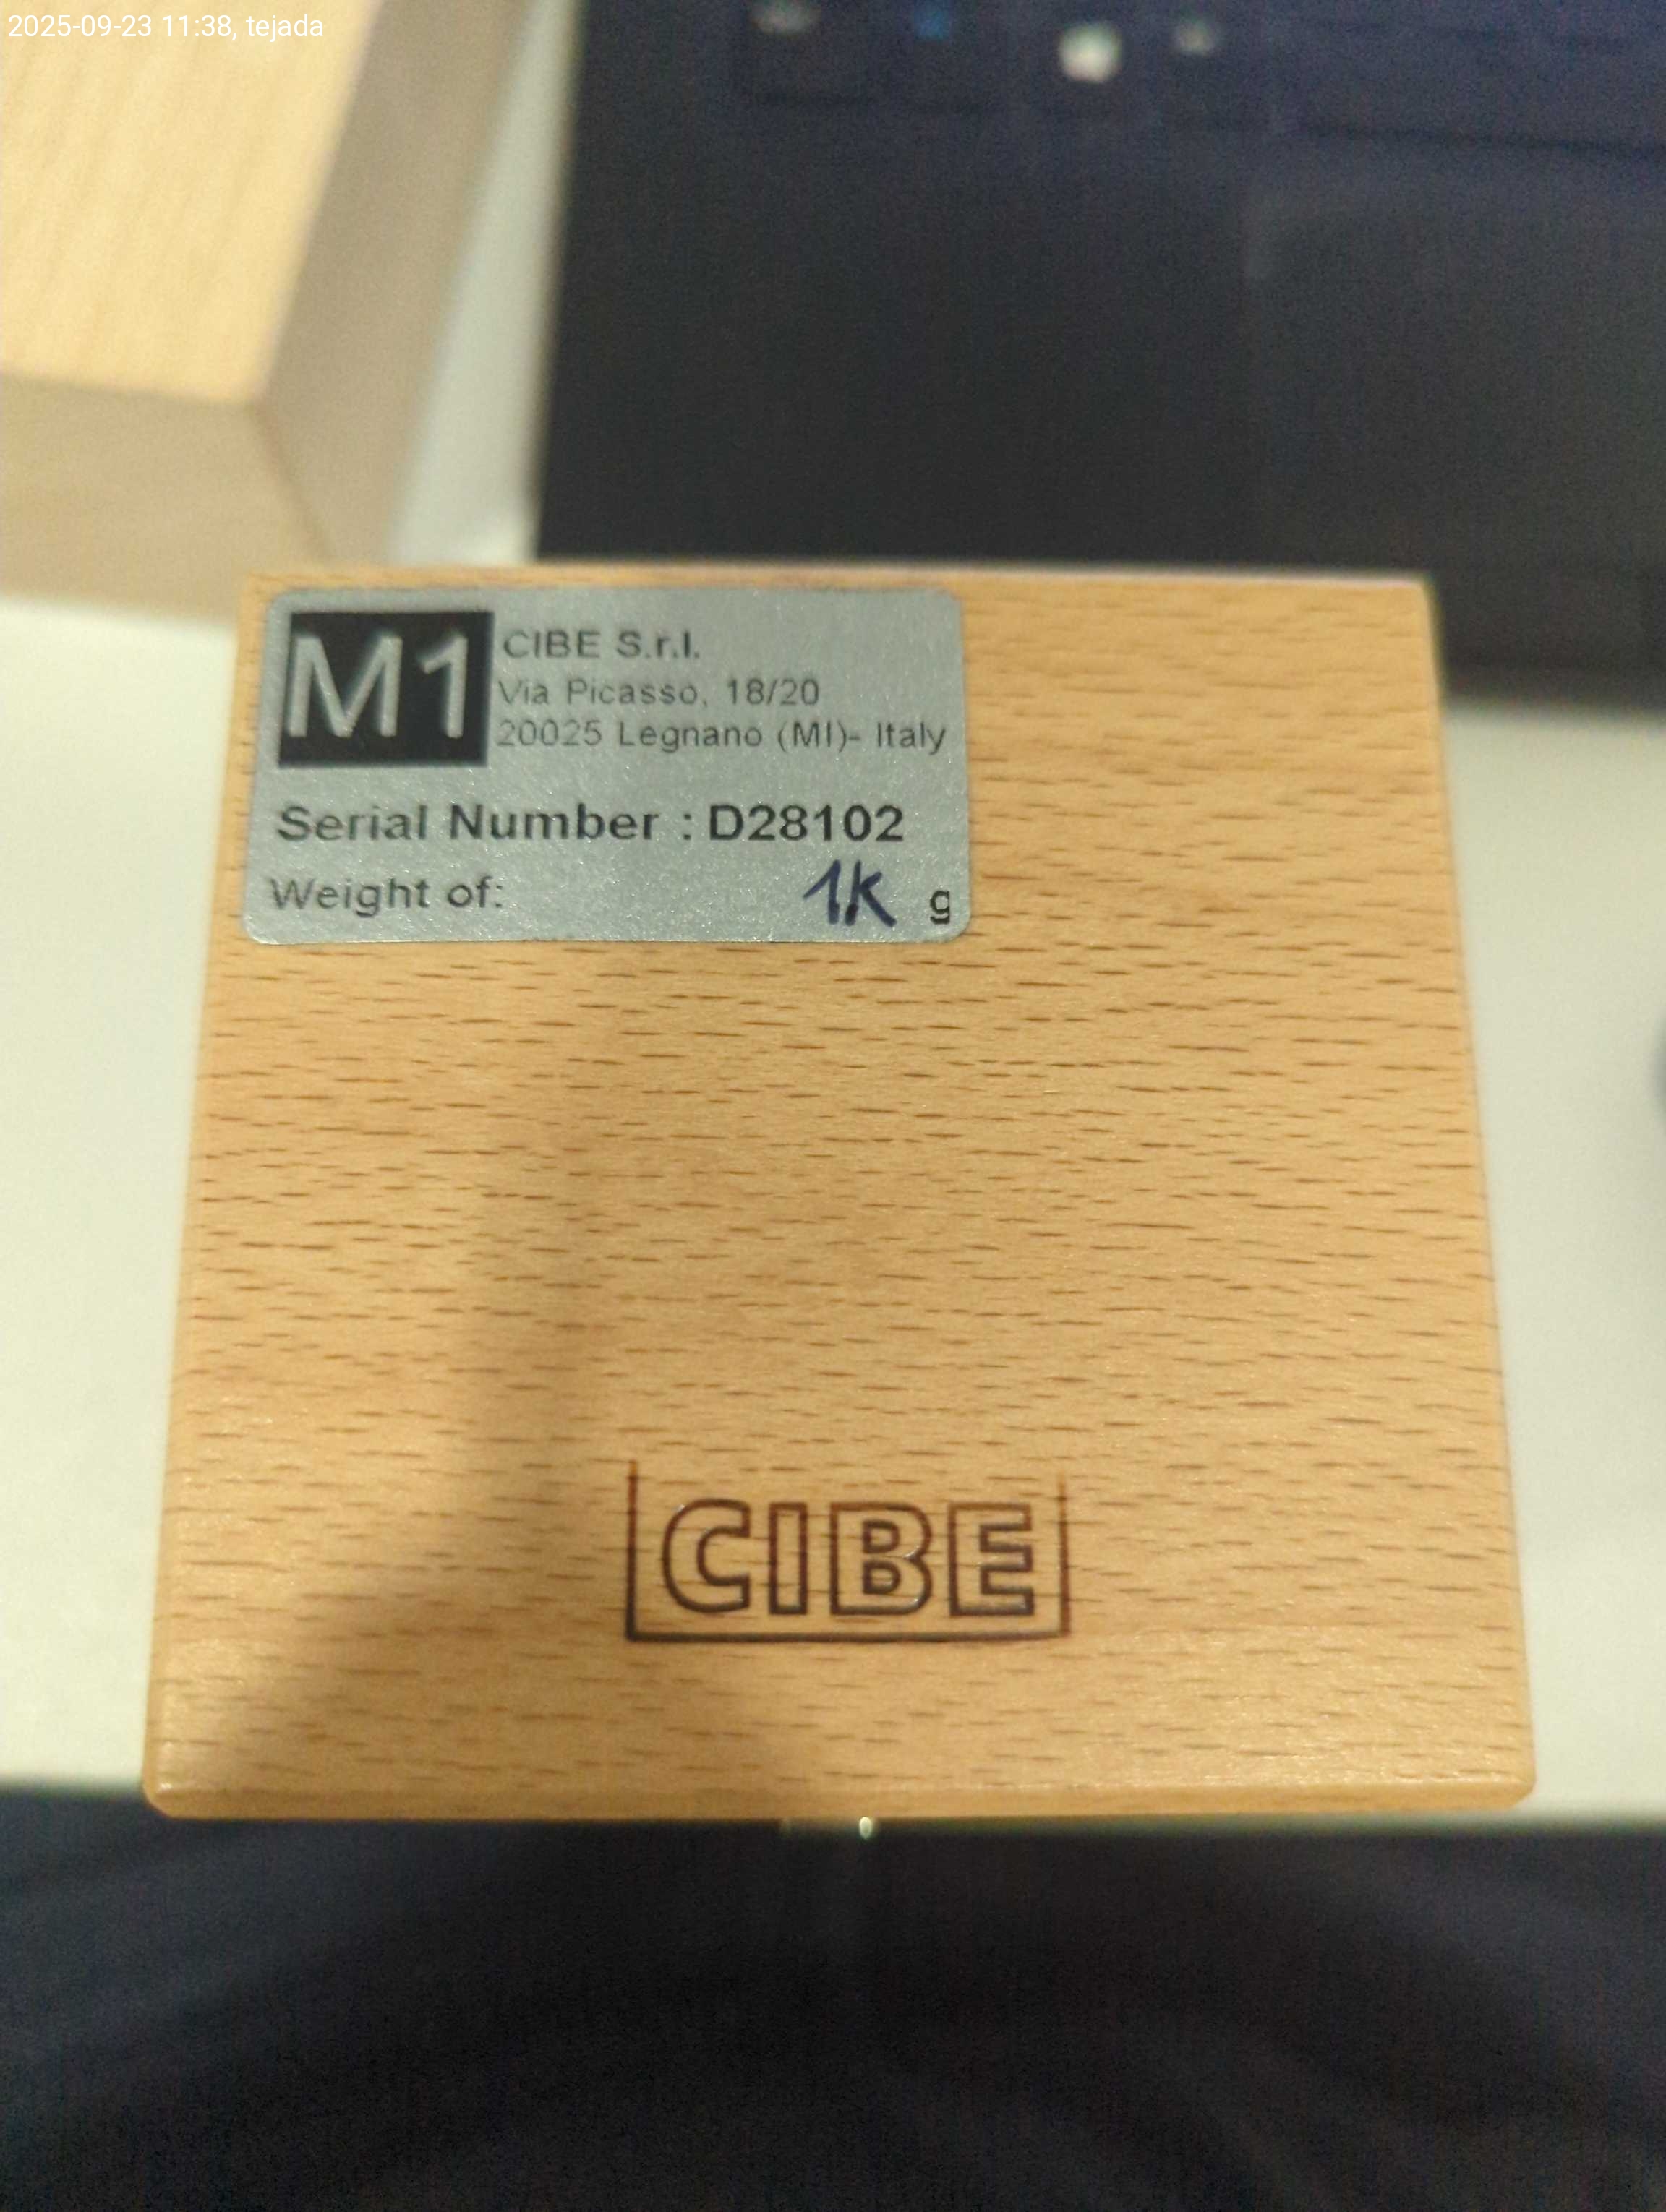 2025-09-23 11:38, tejada
M1
CIBE S.r.l.
Via Picasso, 18/20
20025 Legnano (MI)- Italy
Serial Number : D28102
Weight of: 1K g
CIBE